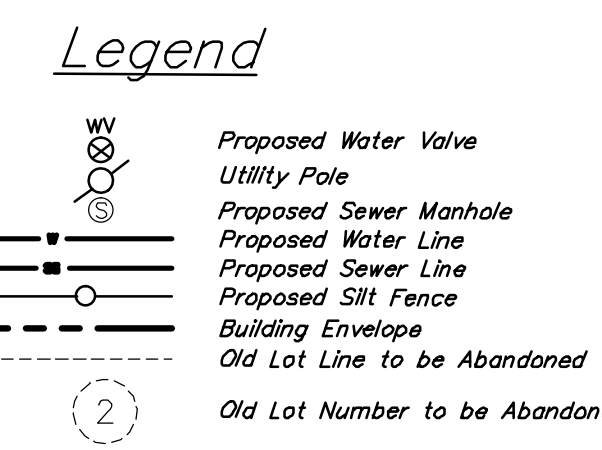 Legend
WV
Proposed Water Valve
Utility Pole
S Proposed Sewer Manhole
W Proposed Water Line
Proposed Sewer Line
Proposed Silt Fence
Building Envelope
Old Lot Line to be Abandoned
2 Old Lot Number to be Abandon